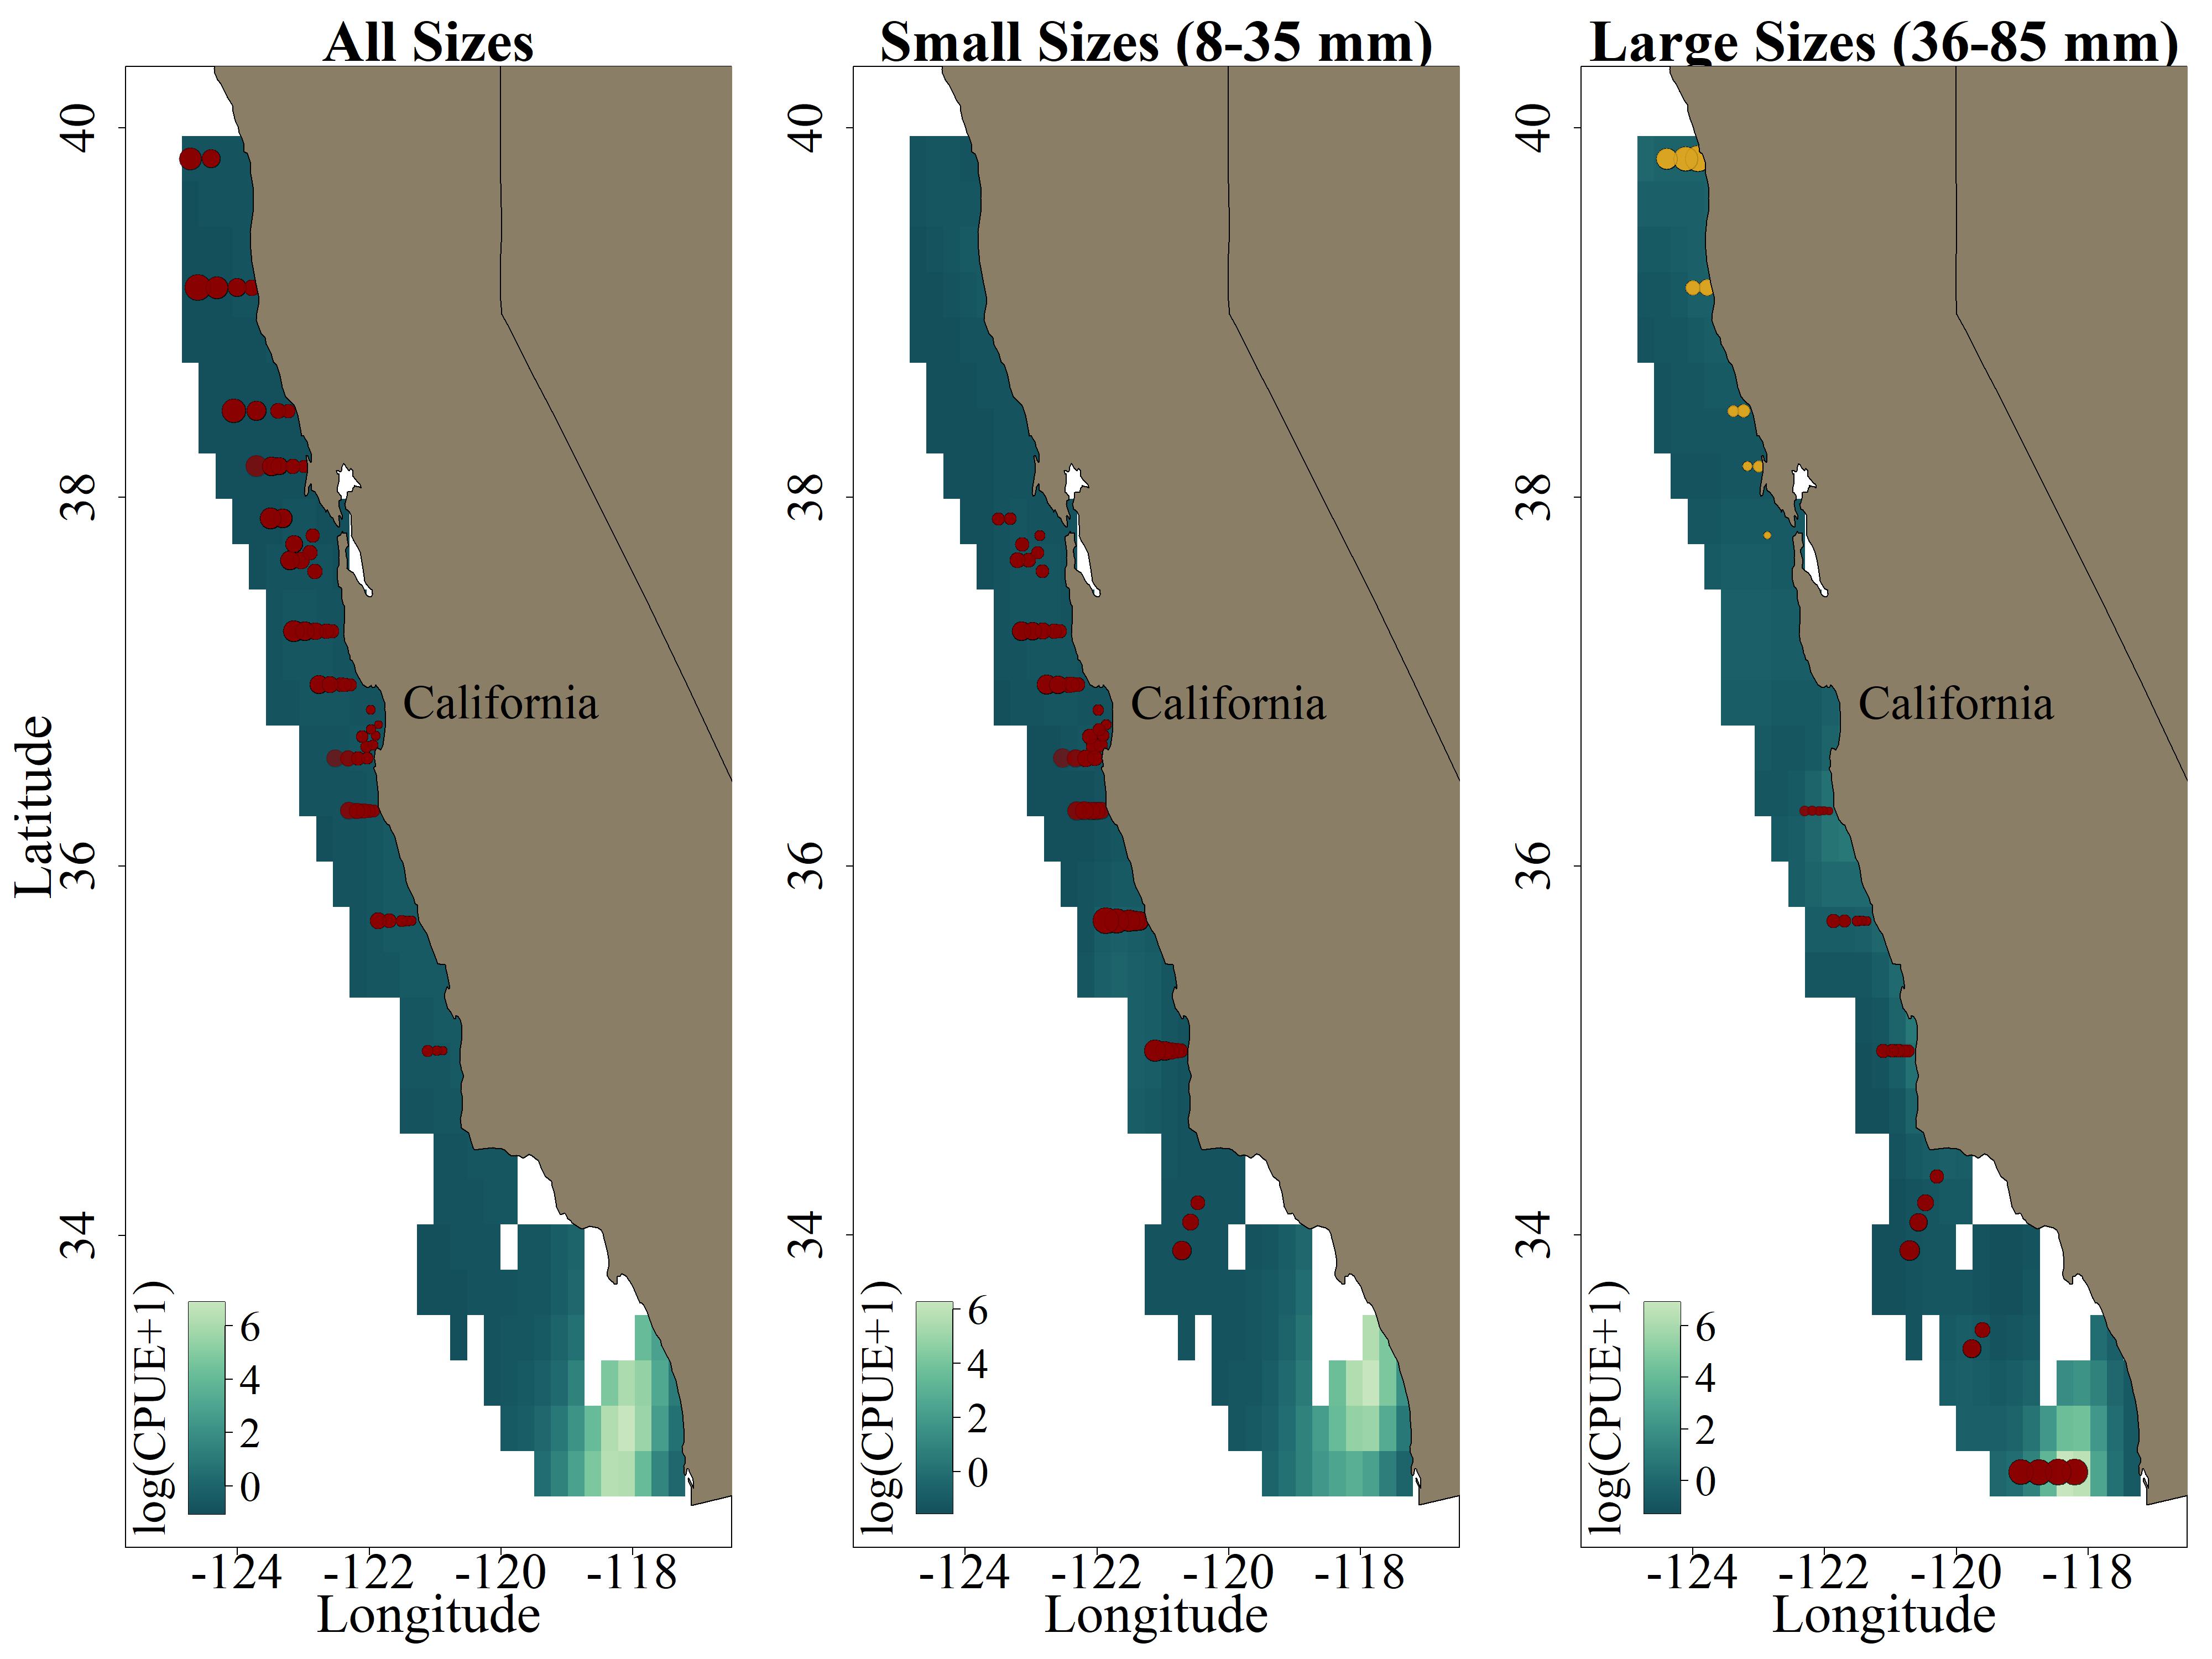 All Sizes
Small Sizes (8-35 mm)
Large Sizes (36-85 mm)
Latitude
40
38
36
34
California
log(CPUE+1)
6
4
2
0
-124
-122
-120
-118
Longitude
40
38
36
34
California
log(CPUE+1)
6
4
2
0
-124
-122
-120
-118
Longitude
40
38
36
34
California
log(CPUE+1)
6
4
2
0
-124
-122
-120
-118
Longitude